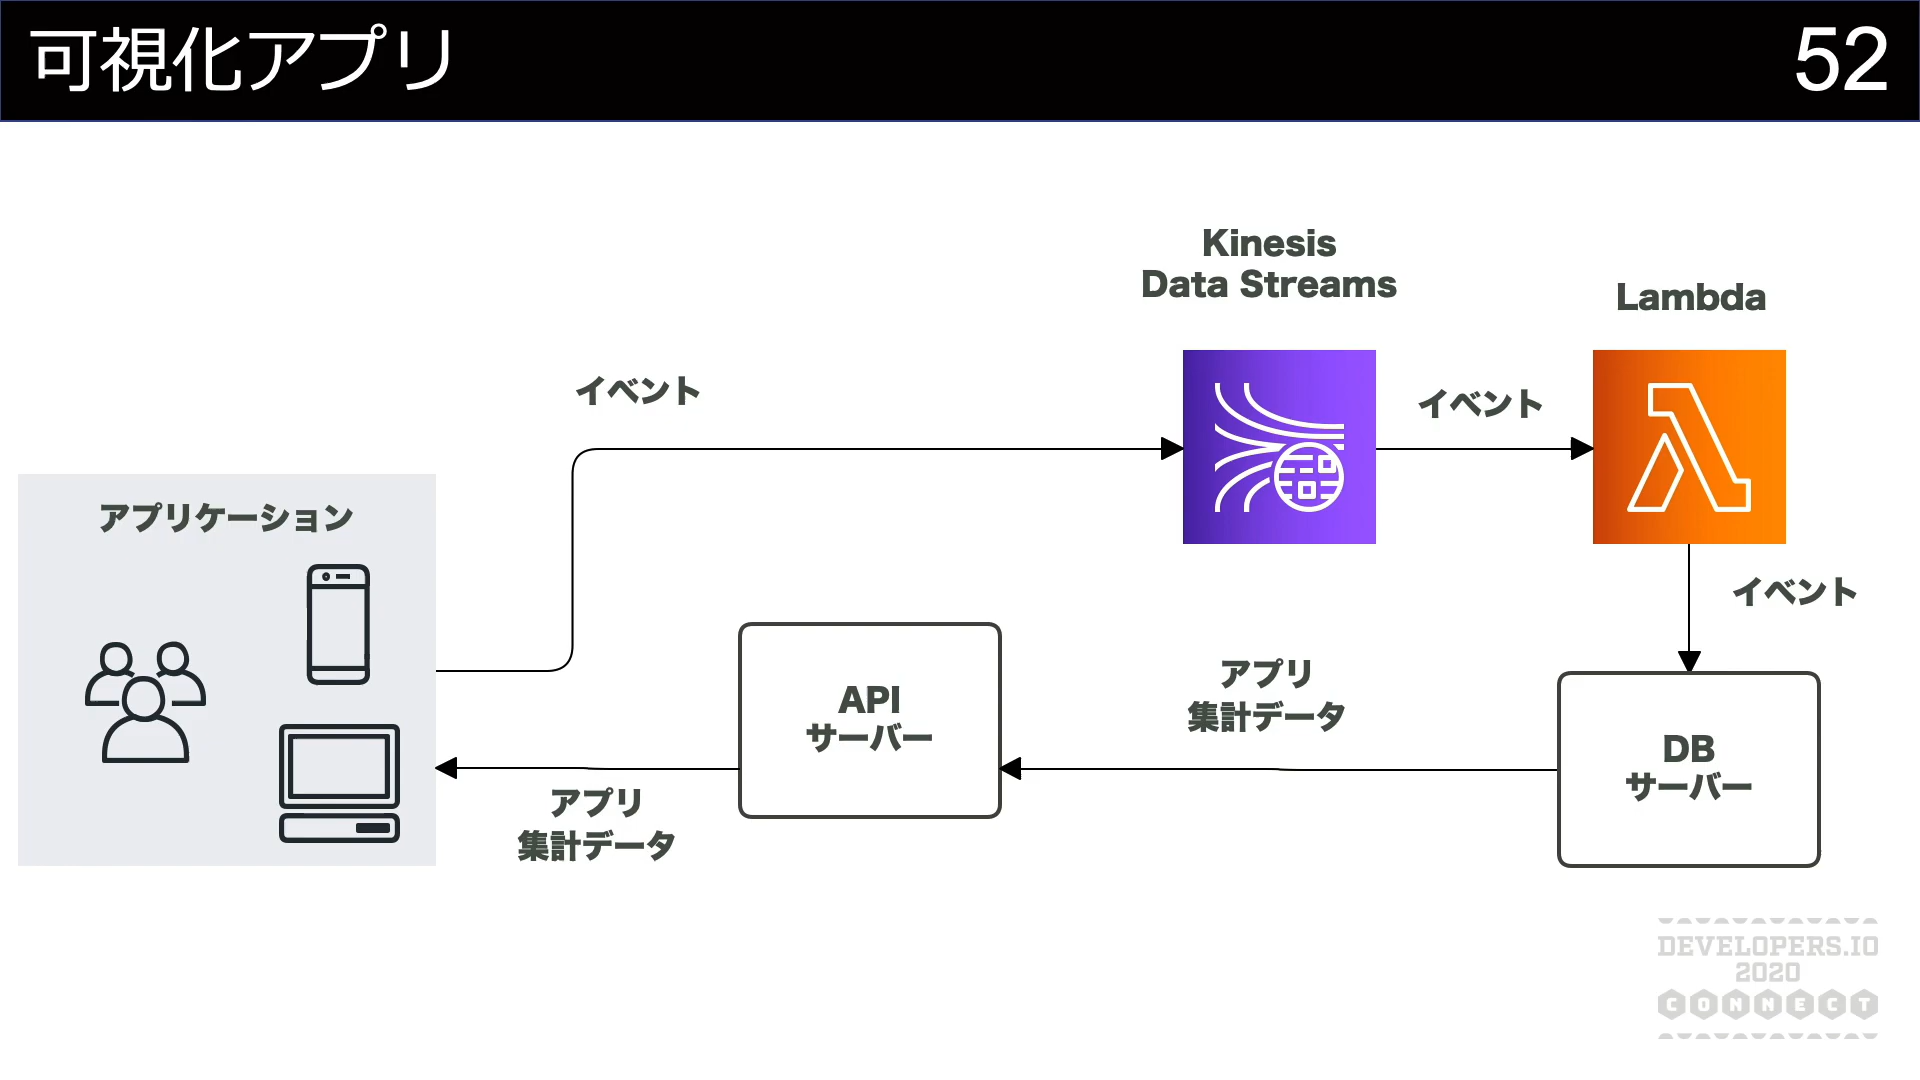 可視化アプリ
52
Kinesis
Data Streams
Lambda
イベント
イベント
アプリケーション
イベント
API
サーバー
アプリ
集計データ
DB
サーバー
アプリ
集計データ
DEVELOPERS.IO
2020
CONNECT